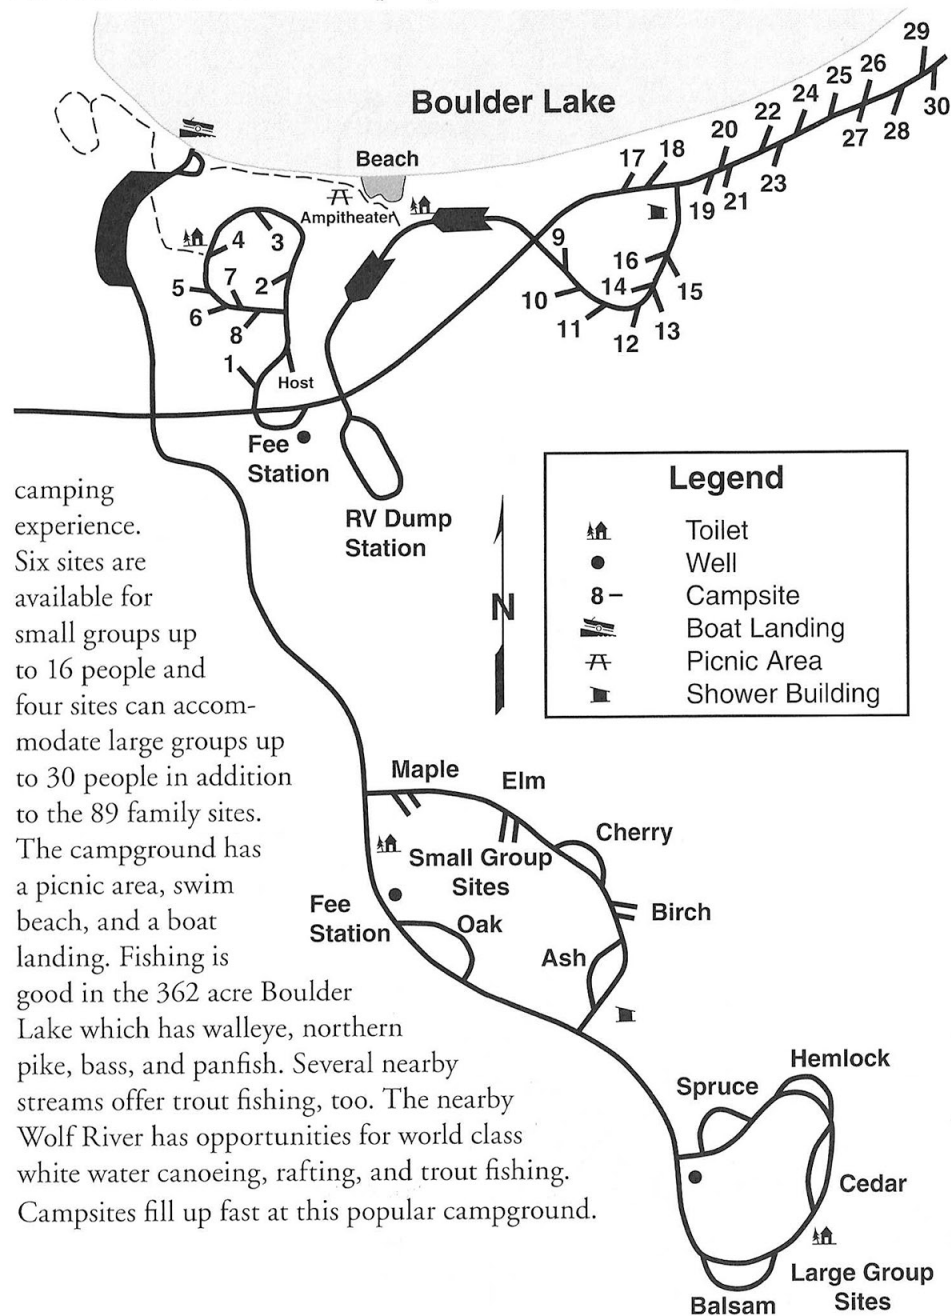 Boulder Lake
Beach
Ampitheater
29
26
25
24
22
20
18
17
30
28
27
23
21
19
9
16
15
14
10
13
11
12
4
3
7
2
5
6
8
1
Host
Fee
Station
RV Dump
Station
Legend
Toilet
Well
8 – Campsite
Boat Landing
Picnic Area
Shower Building
N
camping
experience.
Six sites are
available for
small groups up
to 16 people and
four sites can accom-
modate large groups up
to 30 people in addition
to the 89 family sites.
The campground has
a picnic area, swim
beach, and a boat
landing. Fishing is
good in the 362 acre Boulder
Lake which has walleye, northern
pike, bass, and panfish. Several nearby
streams offer trout fishing, too. The nearby
Wolf River has opportunities for world class
white water canoeing, rafting, and trout fishing.
Campsites fill up fast at this popular campground.
Maple
Elm
Cherry
Small Group
Sites
Birch
Fee
Station
Oak
Ash
Hemlock
Spruce
Cedar
Large Group
Sites
Balsam